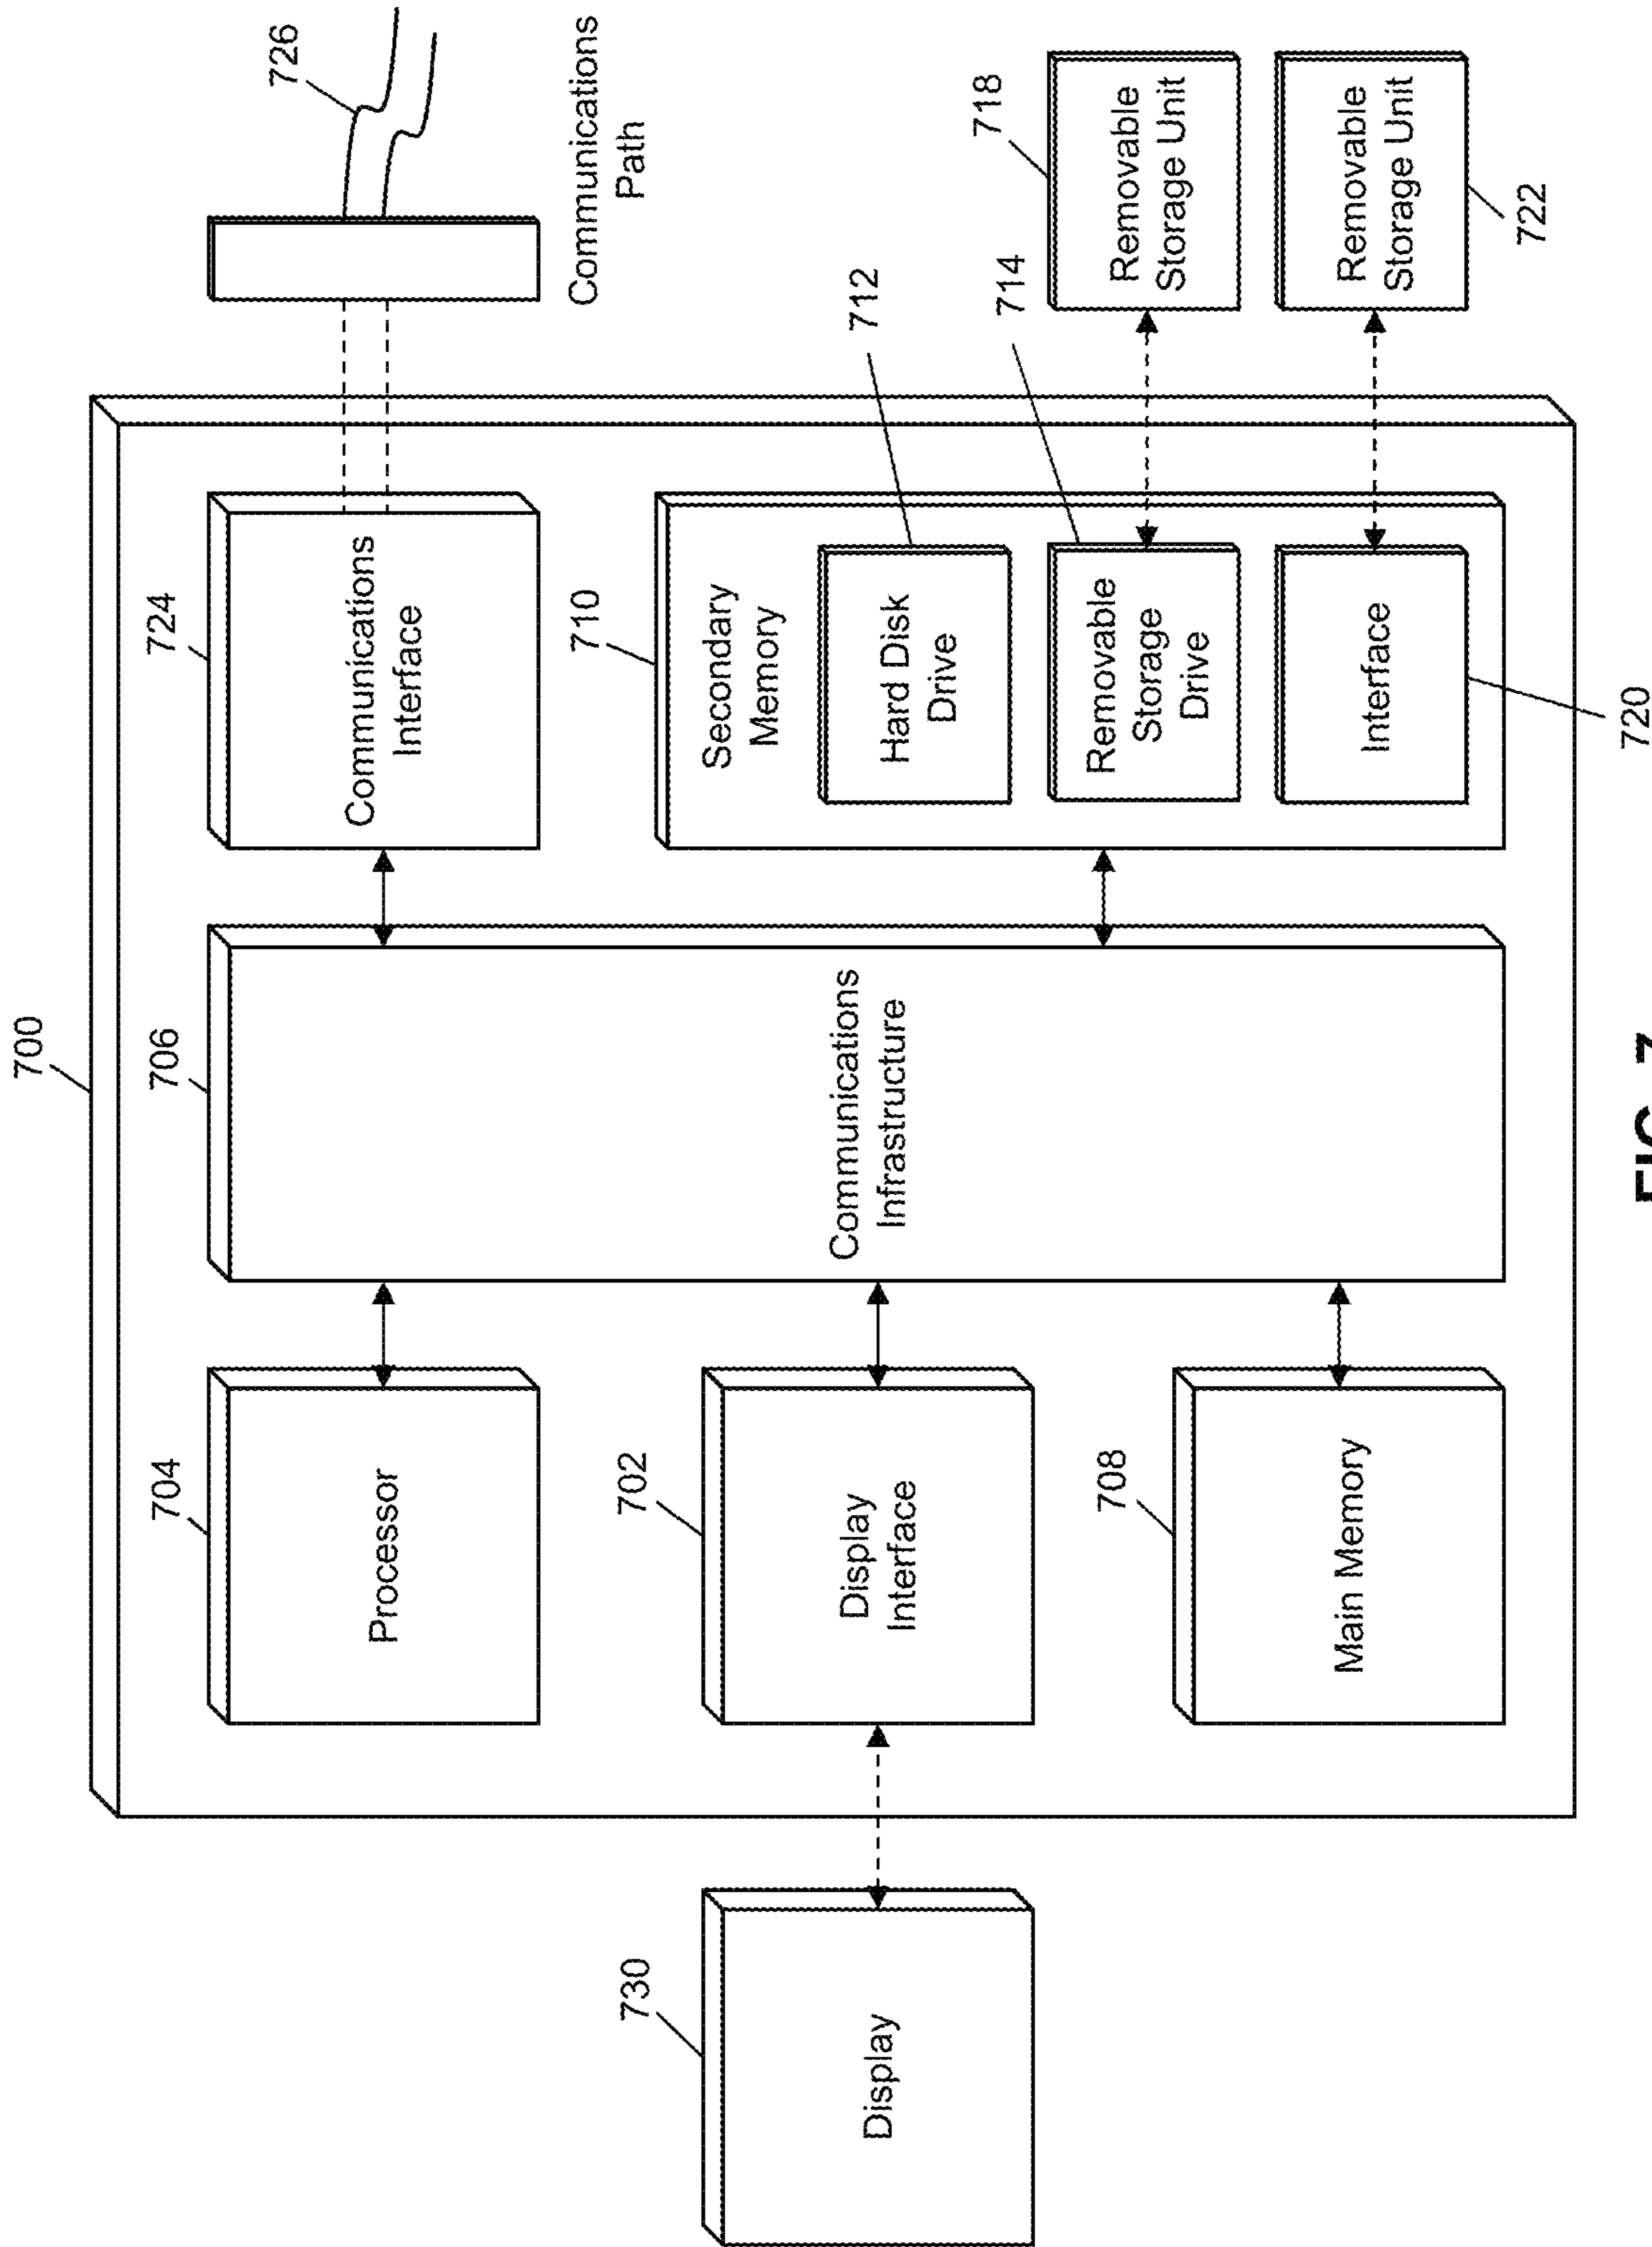 700
704
Processor
706
724
Communications
Interface
726
Communications
Path
730
Display
702
Display
Interface
Communications
Infrastructure
710
Secondary
Memory
712
Hard Disk
Drive
714
Removable
Storage
Drive
718
Removable
Storage Unit
708
Main Memory
Interface
720
Removable
Storage Unit
722
FIG. 7